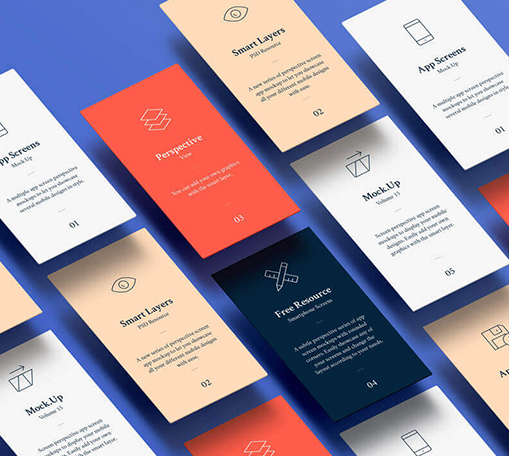 Smart Layers
PSD Resource
A new series of perspective screen
app mockup to let you showcase
all your different mobile designs
with ease.
02
App Screens
Mock Up
A multiple app screen perspective
mockups to let you showcase
several mobile designs in style.
01
Perspective
View
You can add your own graphics
with the smart layer.
03
App Screens
Mock Up
A multiple app screen perspective
mockups to let you showcase
several mobile designs in style.
01
Mock.Up
Volume 15
Screen perspective app screen
mockups to display your mobile
designs. Easily add your own
graphics with the smart layer.
05
Smart Layers
PSD Resource
A new series of perspective screen
app mockup to let you showcase
all your different mobile designs
with ease.
02
Free Resource
Smartphone Screens
A subtle perspective series of app
screen mockups with rounded
corners. Easily showcase any of
your screens and change the
layout according to your needs.
04
Mock.Up
Volume 15
Screen perspective app screen
mockups to display your mobile
designs. Easily add your own
graphics with the smart layer.